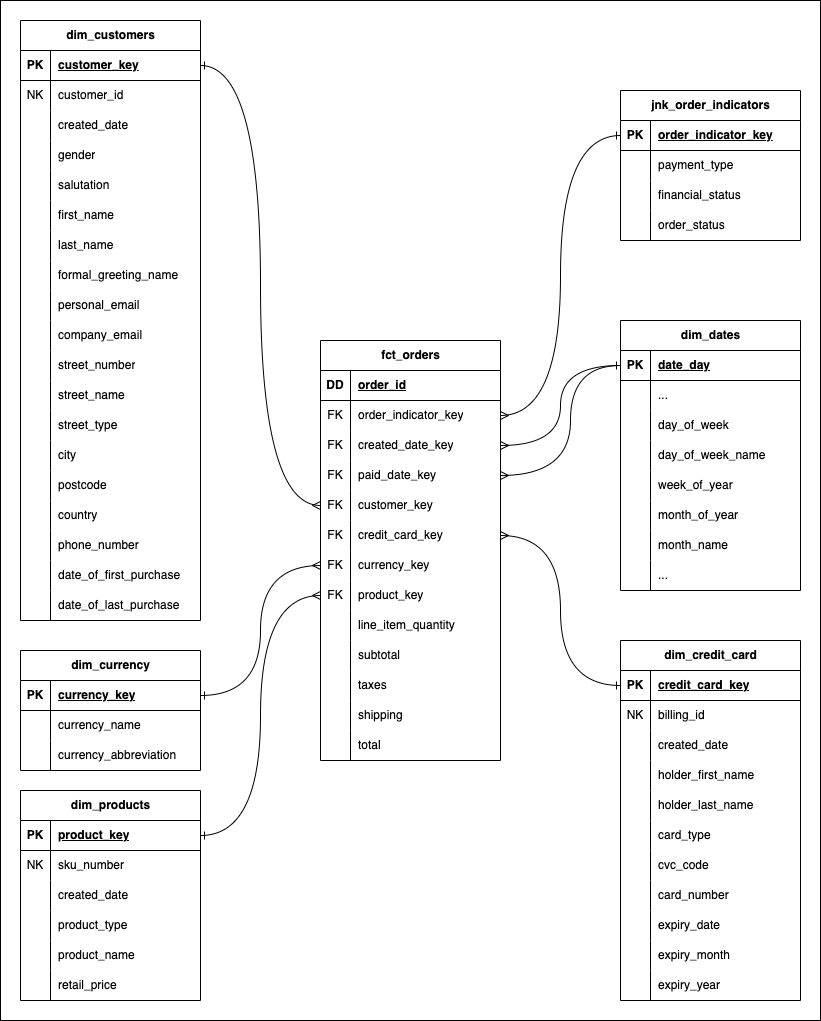 dim_customers
PK customer_key
NK customer_id
created_date
gender
salutation
first_name
last_name
formal_greeting_name
personal_email
company_email
street_number
street_name
street_type
city
postcode
country
phone_number
date_of_first_purchase
date_of_last_purchase
dim_currency
PK currency_key
currency_name
currency_abbreviation
dim_products
PK product_key
NK sku_number
created_date
product_type
product_name
retail_price
fct_orders
DD order_id
FK order_indicator_key
FK created_date_key
FK paid_date_key
FK customer_key
FK credit_card_key
FK currency_key
FK product_key
line_item_quantity
subtotal
taxes
shipping
total
jnk_order_indicators
PK order_indicator_key
payment_type
financial_status
order_status
dim_dates
PK date_day
...
day_of_week
day_of_week_name
week_of_year
month_of_year
month_name
...
dim_credit_card
PK credit_card_key
NK billing_id
created_date
holder_first_name
holder_last_name
card_type
cvc_code
card_number
expiry_date
expiry_month
expiry_year